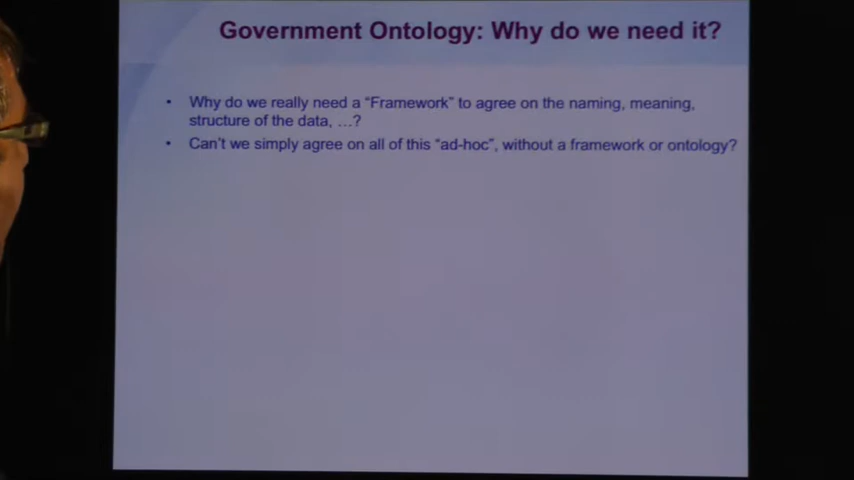 Government Ontology: Why do we need it?
• Why do we really need a “Framework” to agree on the naming, meaning,
structure of the data, …?
• Can’t we simply agree on all of this “ad-hoc”, without a framework or ontology?